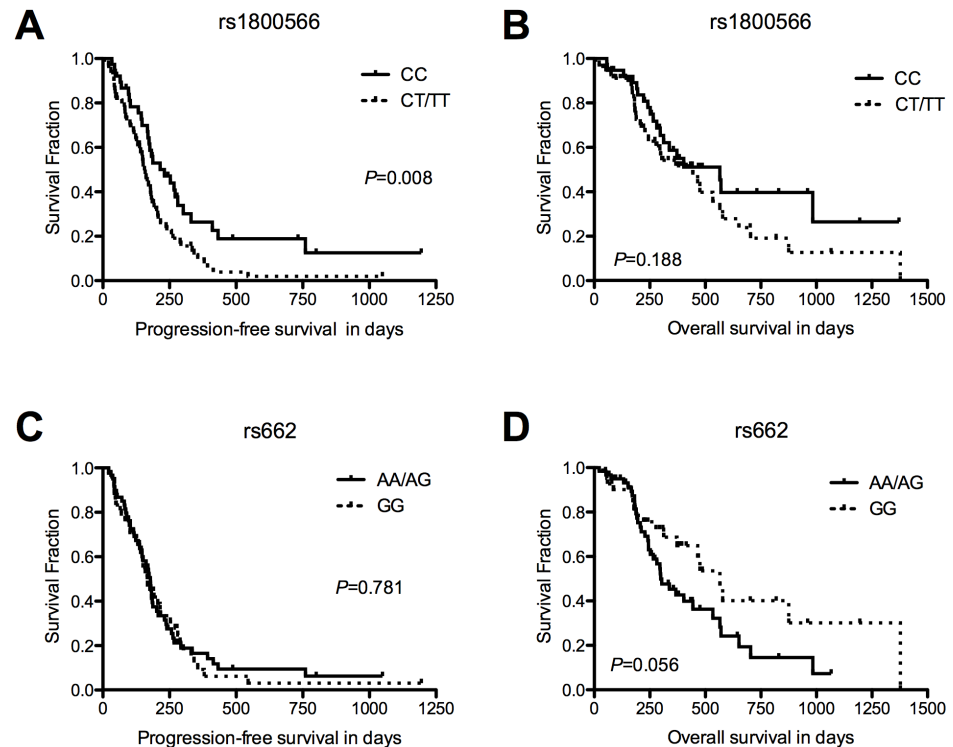 A
rs1800566
Survival Fraction
1.0
0.8
0.6
0.4
0.2
0.0
CC
CT/TT
P=0.008
0 250 500 750 1000 1250
Progression-free survival in days
B
rs1800566
Survival Fraction
1.0
0.8
0.6
0.4
0.2
0.0
CC
CT/TT
P=0.188
0 250 500 750 1000 1250 1500
Overall survival in days
C
rs662
Survival Fraction
1.0
0.8
0.6
0.4
0.2
0.0
AA/AG
GG
P=0.781
0 250 500 750 1000 1250
Progression-free survival in days
D
rs662
Survival Fraction
1.0
0.8
0.6
0.4
0.2
0.0
AA/AG
GG
P=0.056
0 250 500 750 1000 1250 1500
Overall survival in days